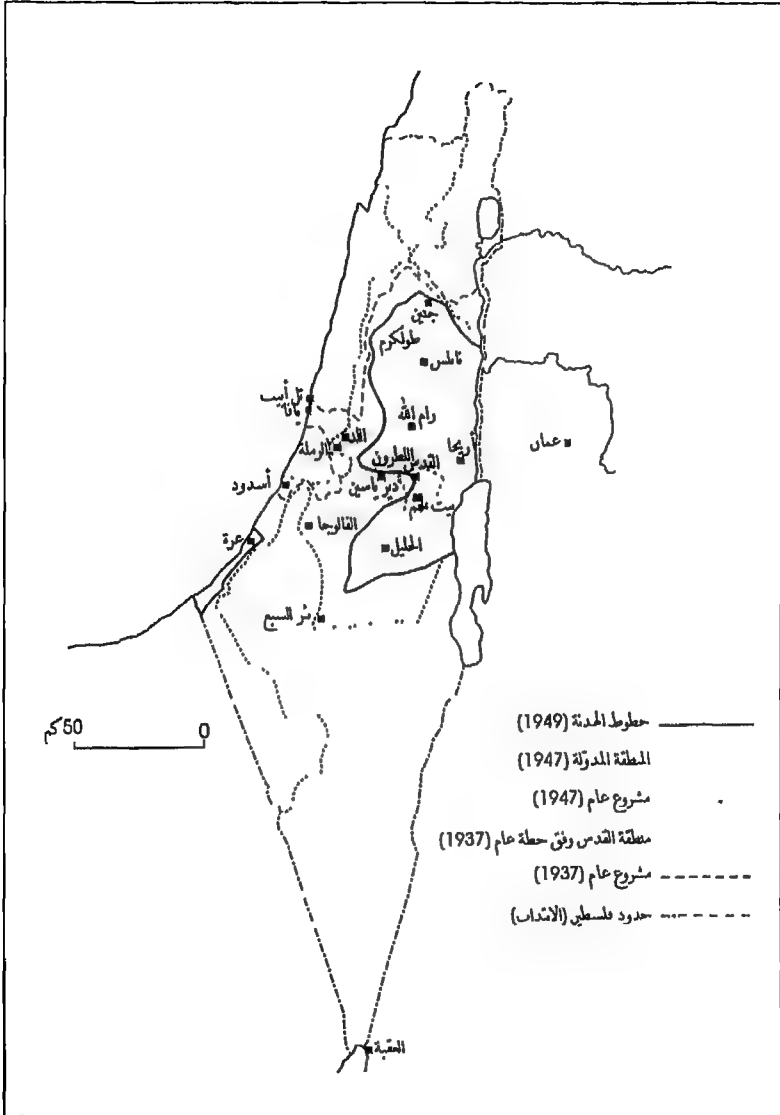 جنين
طولكرم
نابلس
تل أبيب
يافا
رام الله
عمان
اللد
الرملة
أريحا
اللطرون
القدس
أسدود
دير ياسين
بيت لحم
الفالوجا
عزة
الخليل
بئر السبع
50 كم 0
خطوط الهدنة (1949)
المنطقة المدوّلة (1947)
مشروع عام (1947)
منطقة القدس وفق خطة عام (1937)
مشروع عام (1937)
حدود فلسطين (الانتداب)
العقبة